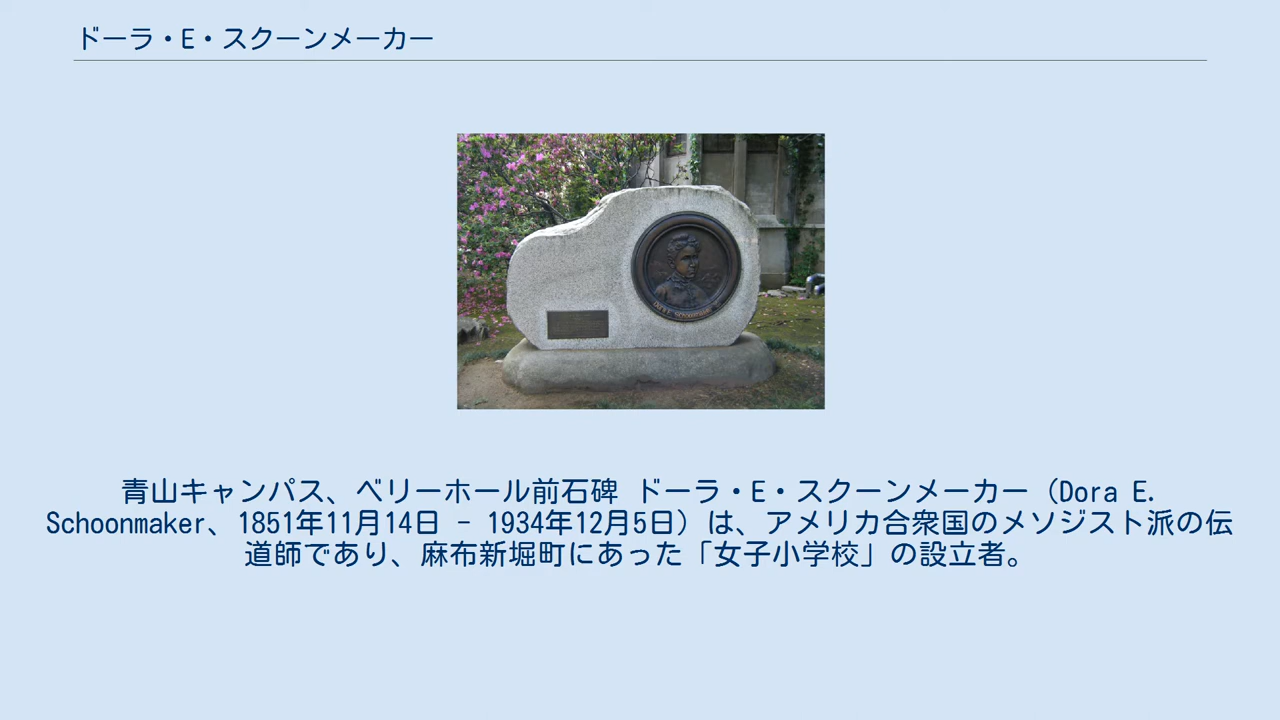 ドーラ・E・スクーンメーカー
青山キャンパス、ベリーホール前石碑 ドーラ・E・スクーンメーカー（Dora E.
Schoonmaker、1851年11月14日 - 1934年12月5日）は、アメリカ合衆国のメソジスト派の伝
道師であり、麻布新堀町にあった「女子小学校」の設立者。